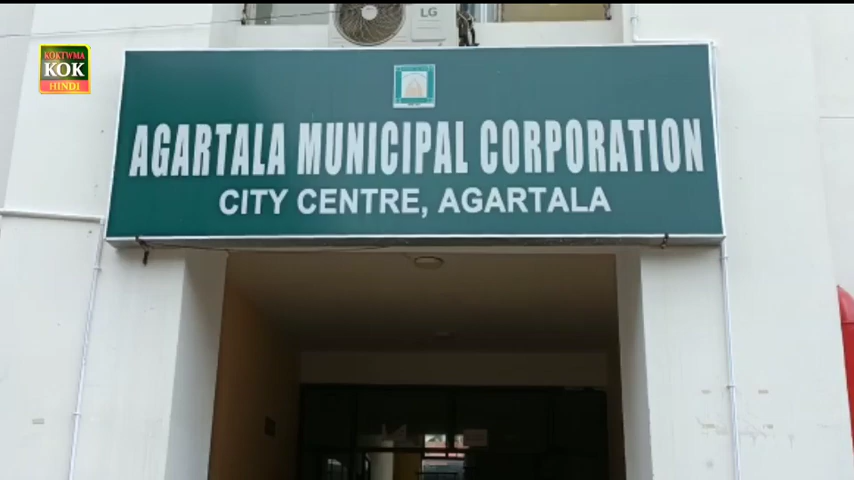 LG
KOKTWMA
KOK
HINDI
AGARTALA MUNICIPAL CORPORATION
CITY CENTRE, AGARTALA